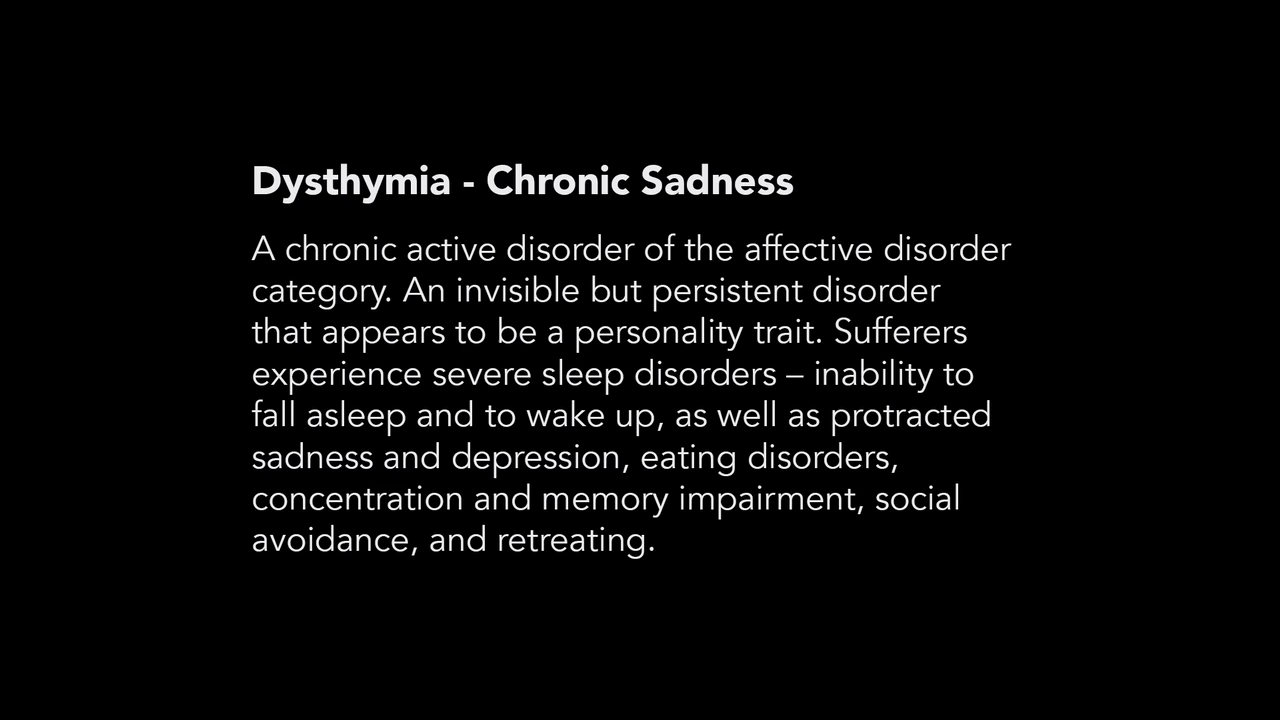 Dysthymia - Chronic Sadness
A chronic active disorder of the affective disorder
category. An invisible but persistent disorder
that appears to be a personality trait. Sufferers
experience severe sleep disorders – inability to
fall asleep and to wake up, as well as protracted
sadness and depression, eating disorders,
concentration and memory impairment, social
avoidance, and retreating.